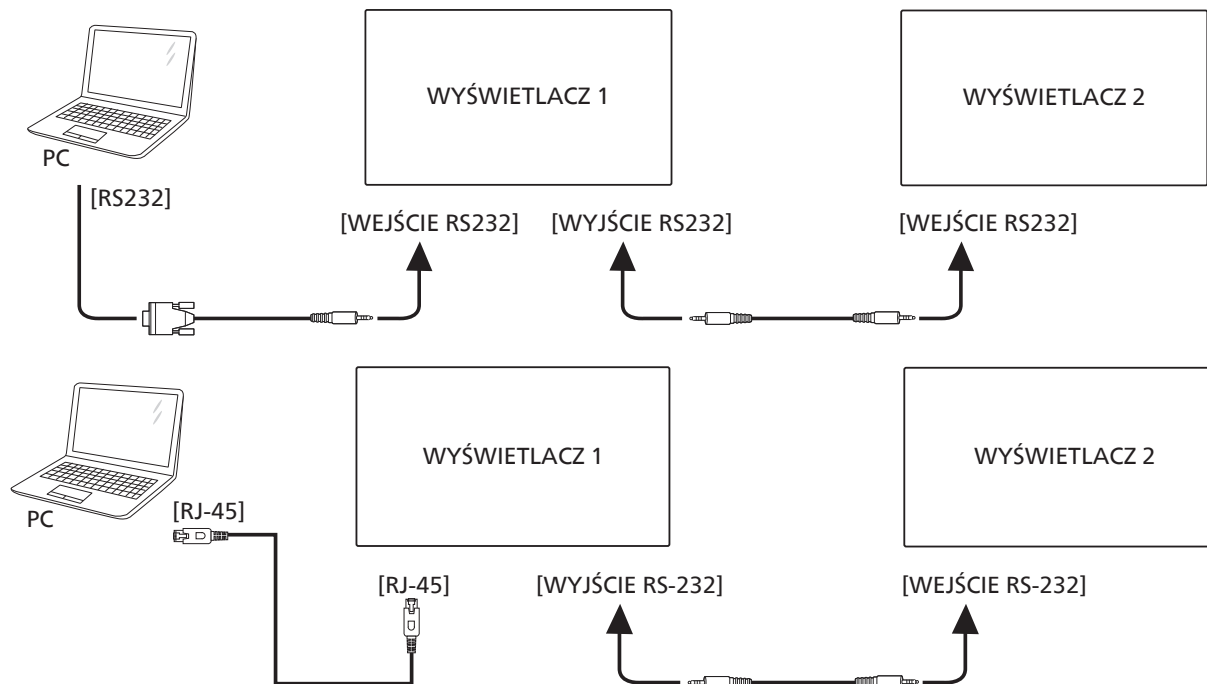 WYŚWIETLACZ 1
WYŚWIETLACZ 2
PC
[RS232]
[WEJŚCIE RS232]
[WYJŚCIE RS232]
[WEJŚCIE RS232]
WYŚWIETLACZ 1
WYŚWIETLACZ 2
PC
[RJ-45]
[RJ-45]
[WYJŚCIE RS-232]
[WEJŚCIE RS-232]